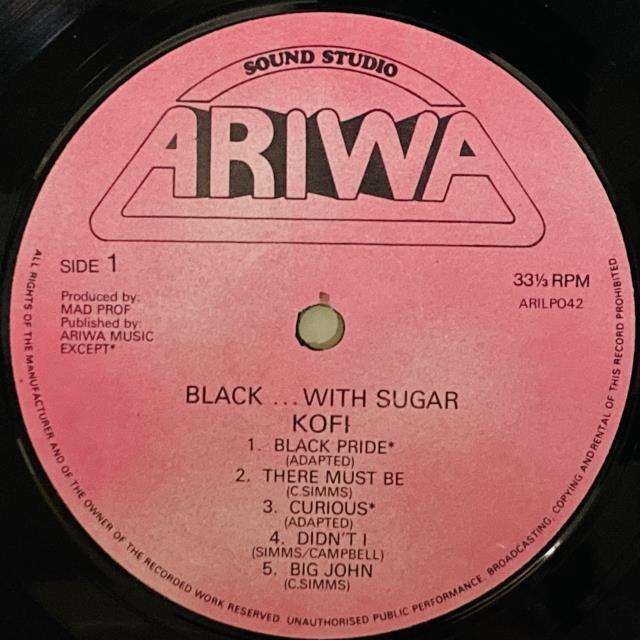 SOUND STUDIO
ARIWA
SIDE 1
33⅓ RPM
ARILP042
Produced by:
MAD PROF
Published by:
ARIWA MUSIC
EXCEPT*
BLACK ... WITH SUGAR
KOFI
1. BLACK PRIDE*
(ADAPTED)
2. THERE MUST BE
(C.SIMMS)
3. CURIOUS*
(ADAPTED)
4. DIDN'T I
(SIMMS/CAMPBELL)
5. BIG JOHN
(C.SIMMS)
ALL RIGHTS OF THE MANUFACTURER AND OF THE OWNER OF THE RECORDED WORK RESERVED. UNAUTHORISED PUBLIC PERFORMANCE, BROADCASTING, COPYING AND RENTAL OF THIS RECORD PROHIBITED.